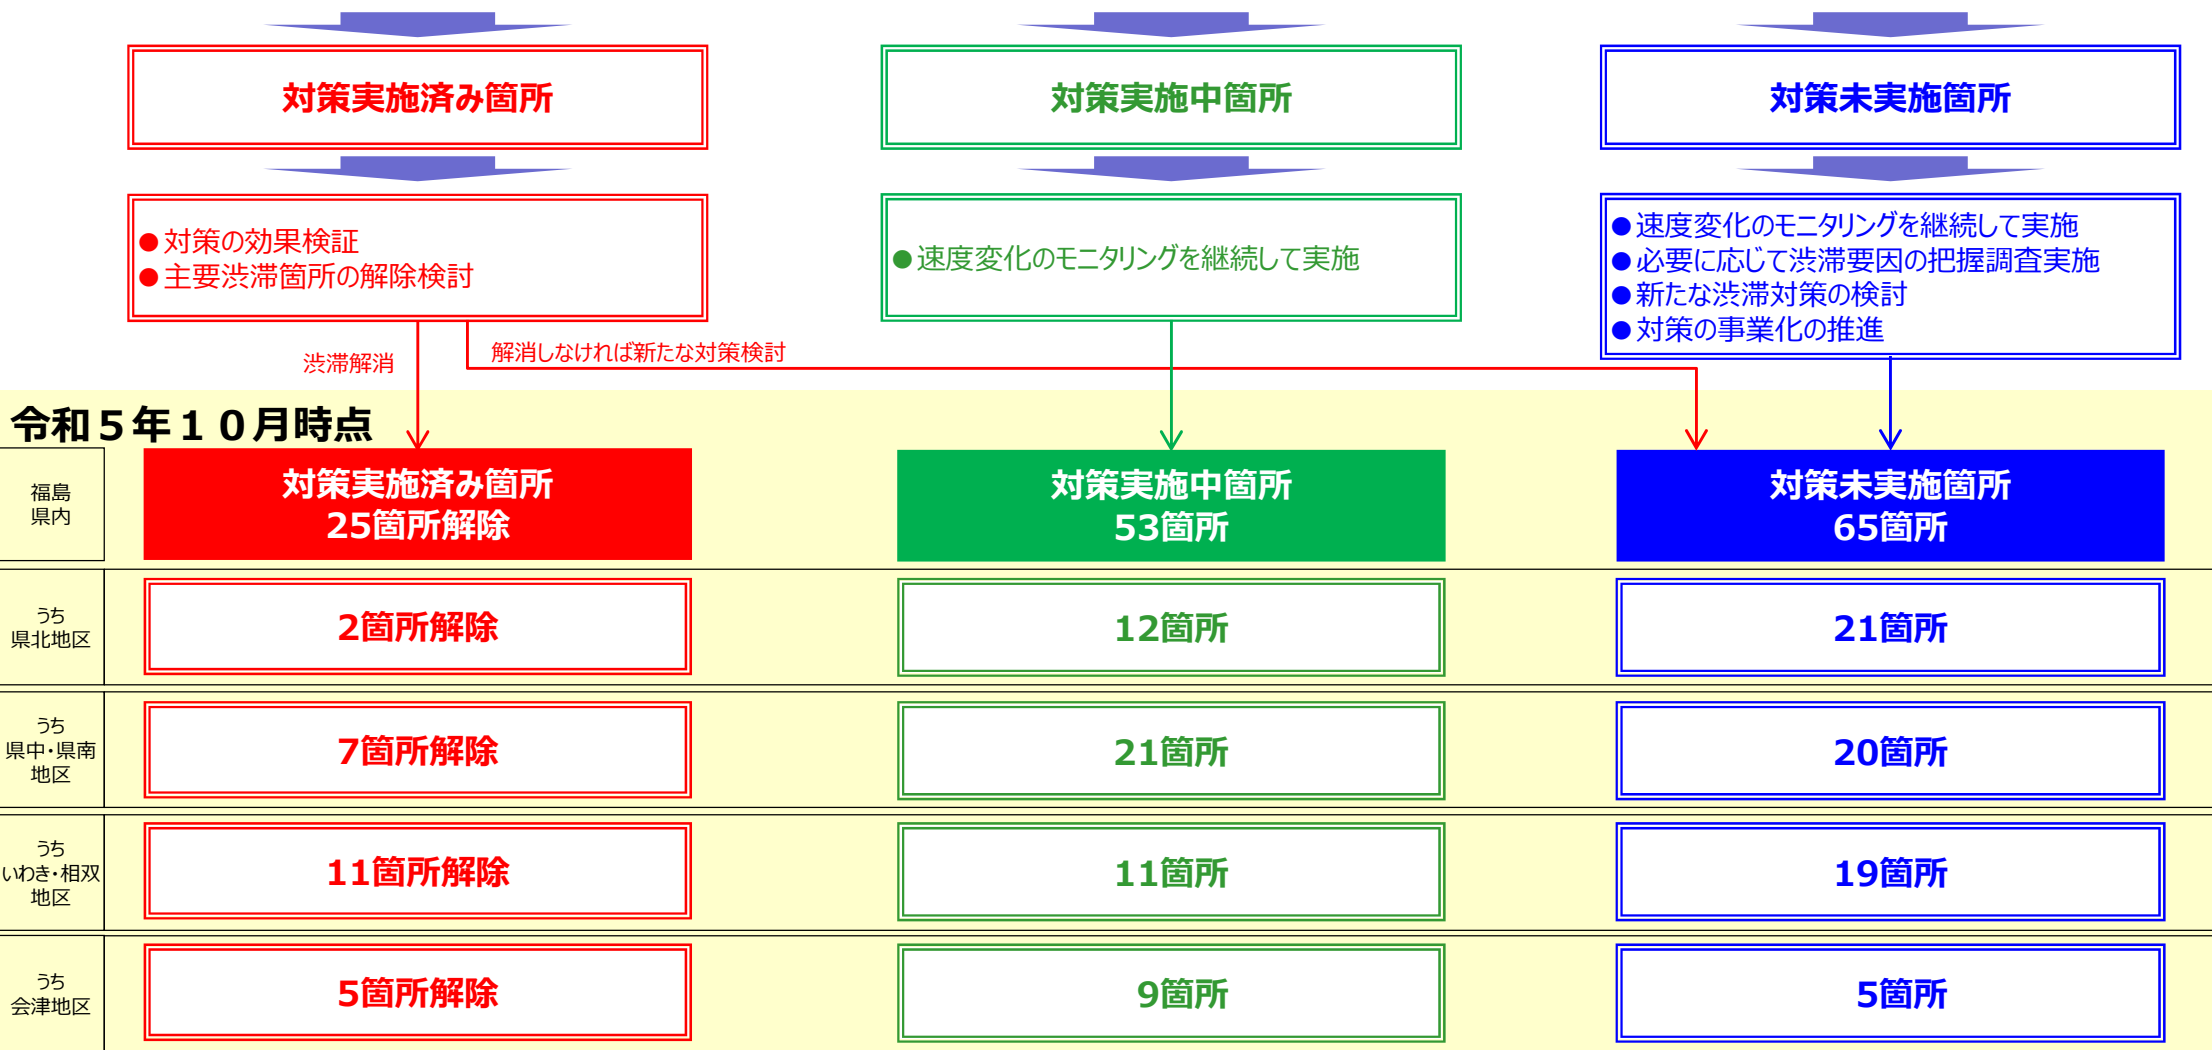 対策実施済み箇所
対策実施中箇所
対策未実施箇所
●対策の効果検証
●主要渋滞箇所の解除検討
●速度変化のモニタリングを継続して実施
●速度変化のモニタリングを継続して実施
●必要に応じて渋滞要因の把握調査実施
●新たな渋滞対策の検討
●対策の事業化の推進
渋滞解消
解消しなければ新たな対策検討
令和５年１０月時点
福島
県内
対策実施済み箇所
25箇所解除
対策実施中箇所
53箇所
対策未実施箇所
65箇所
うち
県北地区
2箇所解除
12箇所
21箇所
うち
県中・県南
地区
7箇所解除
21箇所
20箇所
うち
いわき・相双
地区
11箇所解除
11箇所
19箇所
うち
会津地区
5箇所解除
9箇所
5箇所